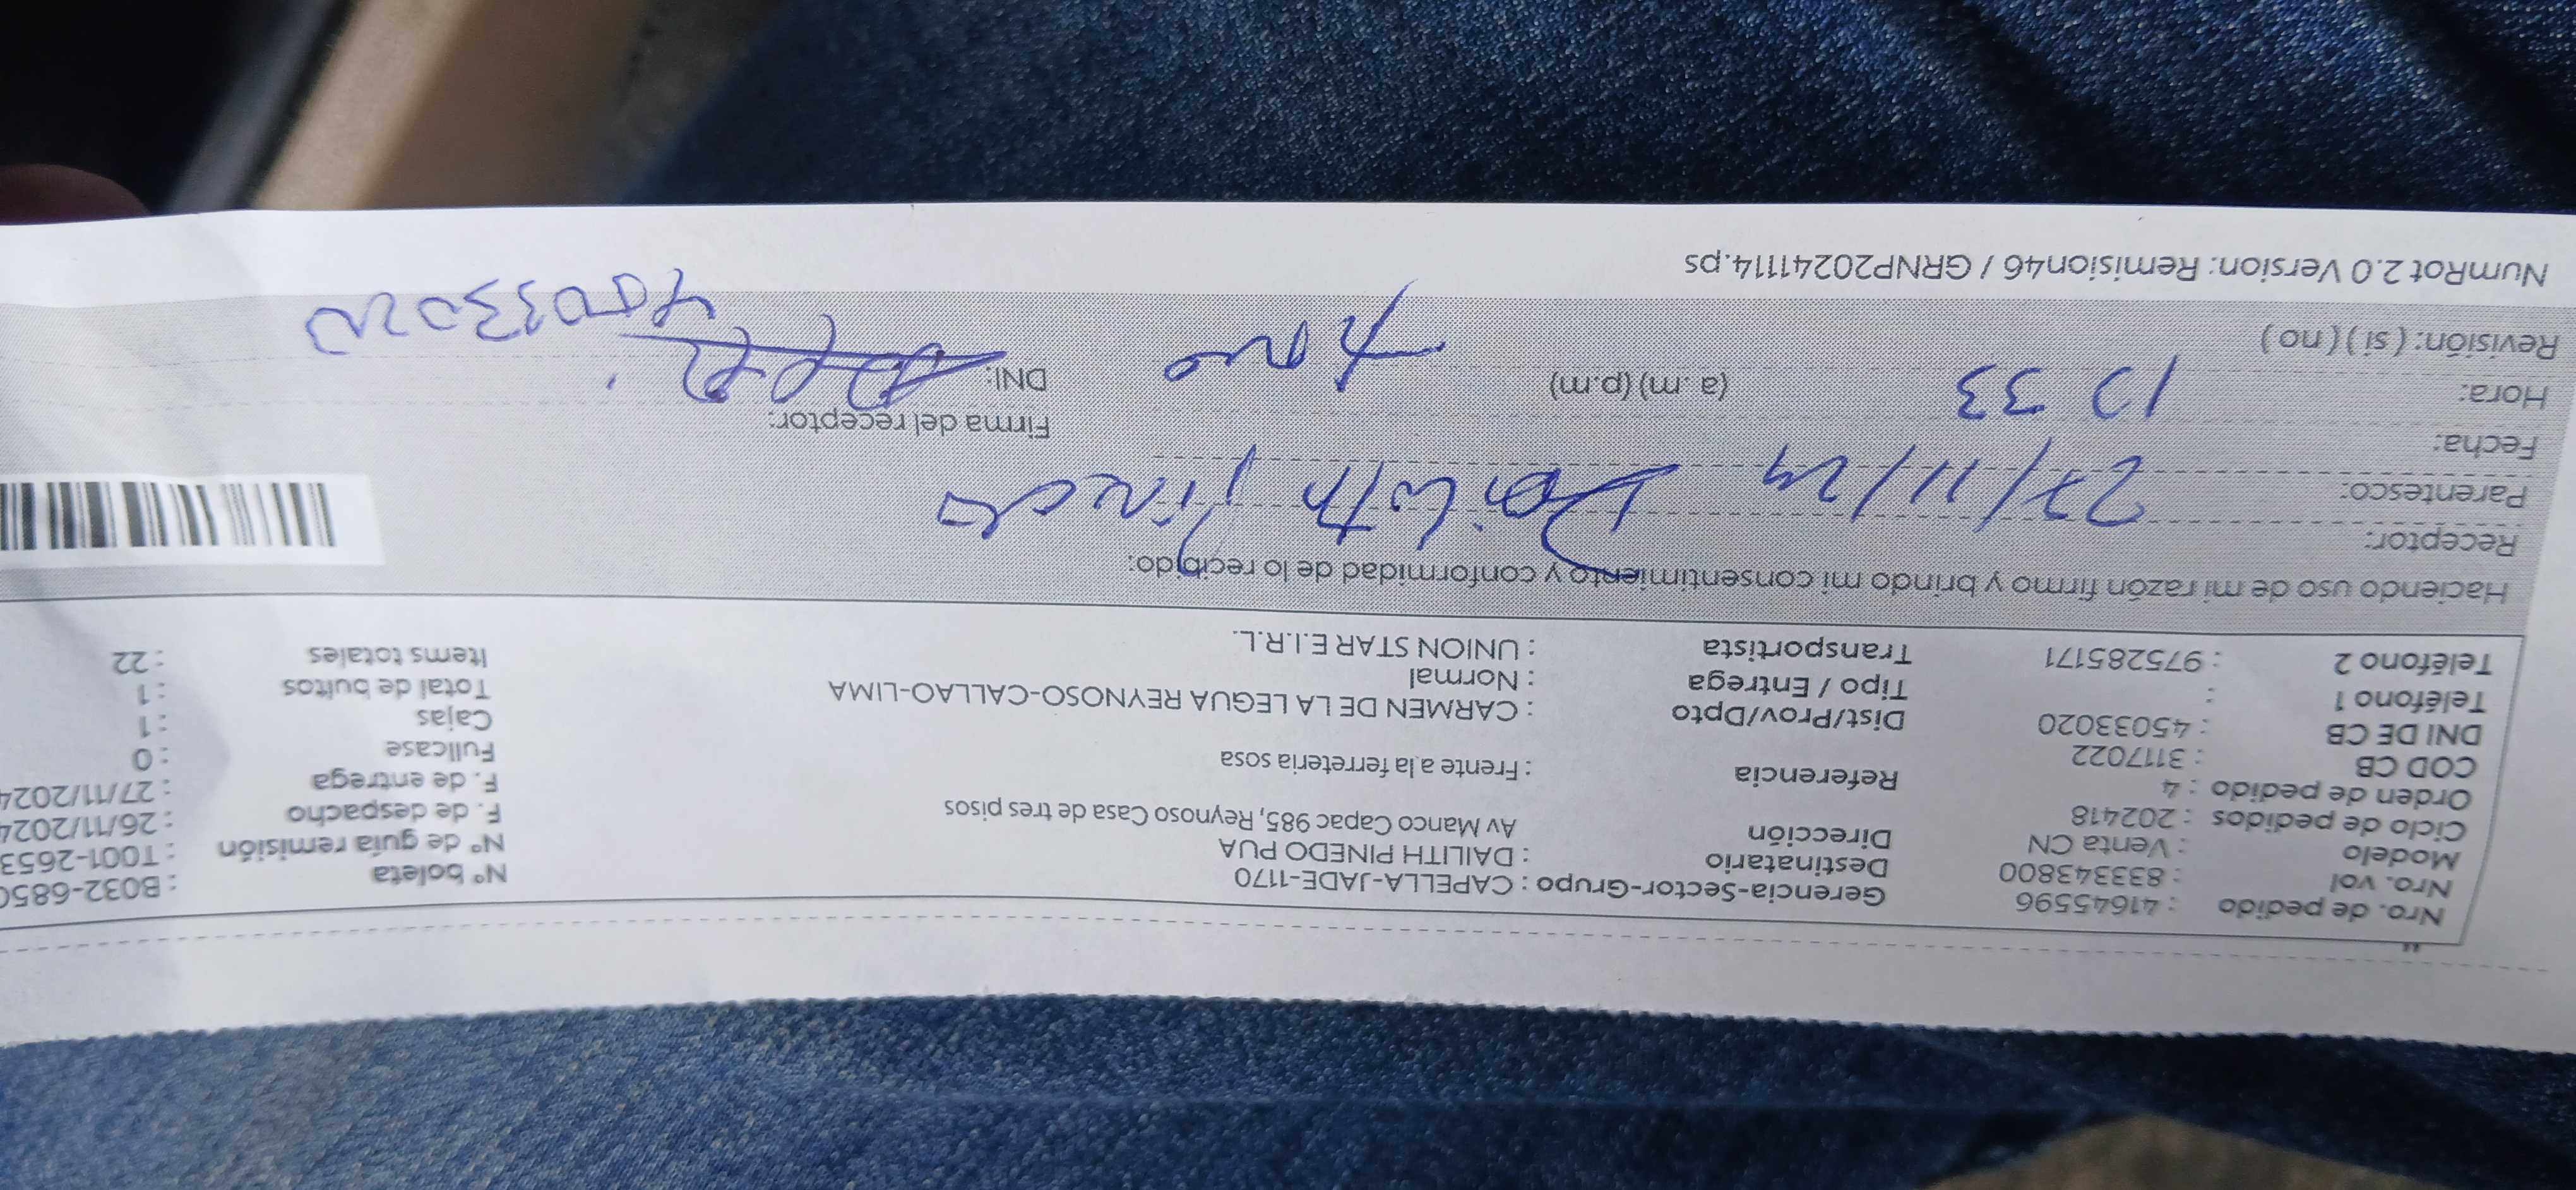 Nro. de pedido : 41645596
Nro. vol : 833343800
Modelo : Venta CN
Ciclo de pedidos : 202418
Orden de pedido : 4
COD CB : 3117022
DNI DE CB : 45033020
Teléfono 1 :
Teléfono 2 : 975285171
Gerencia-Sector-Grupo : CAPELLA-JADE-1170
Destinatario : DAILITH PINEDO PUA
Dirección Av Manco Capac 985, Reynoso Casa de tres pisos
Referencia : Frente a la ferreteria sosa
Dist/Prov/Dpto : CARMEN DE LA LEGUA REYNOSO-CALLAO-LIMA
Tipo / Entrega : Normal
Transportista : UNION STAR E.I.R.L.
N° boleta : B032-685
N° de guía remisión : T001-2653
F. de despacho : 26/11/2024
F. de entrega : 27/11/2024
Fullcase : 0
Cajas : 1
Total de bultos : 1
Items totales : 22
Haciendo uso de mi razón firmo y brindo mi consentimiento y conformidad de lo recibido:
Receptor: Dailith Pinedo
Parentesco:
Fecha: 27/11/24
Hora: 12 33 (a. m) (p.m)
Revisión: ( si ) ( no )
Firma del receptor:
DNI: 45033020
NumRot 2.0 Version: Remision46 / GRNP20241114.ps